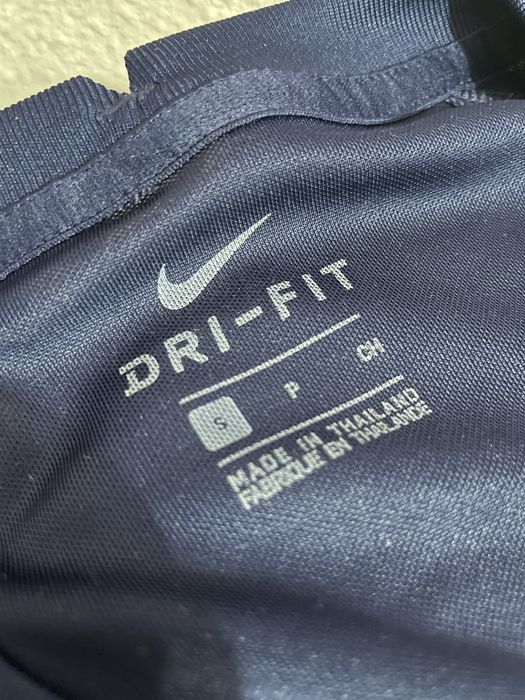 DRI-FIT
S P CH
MADE IN THAILAND
FABRIQUE EN THAILANDE